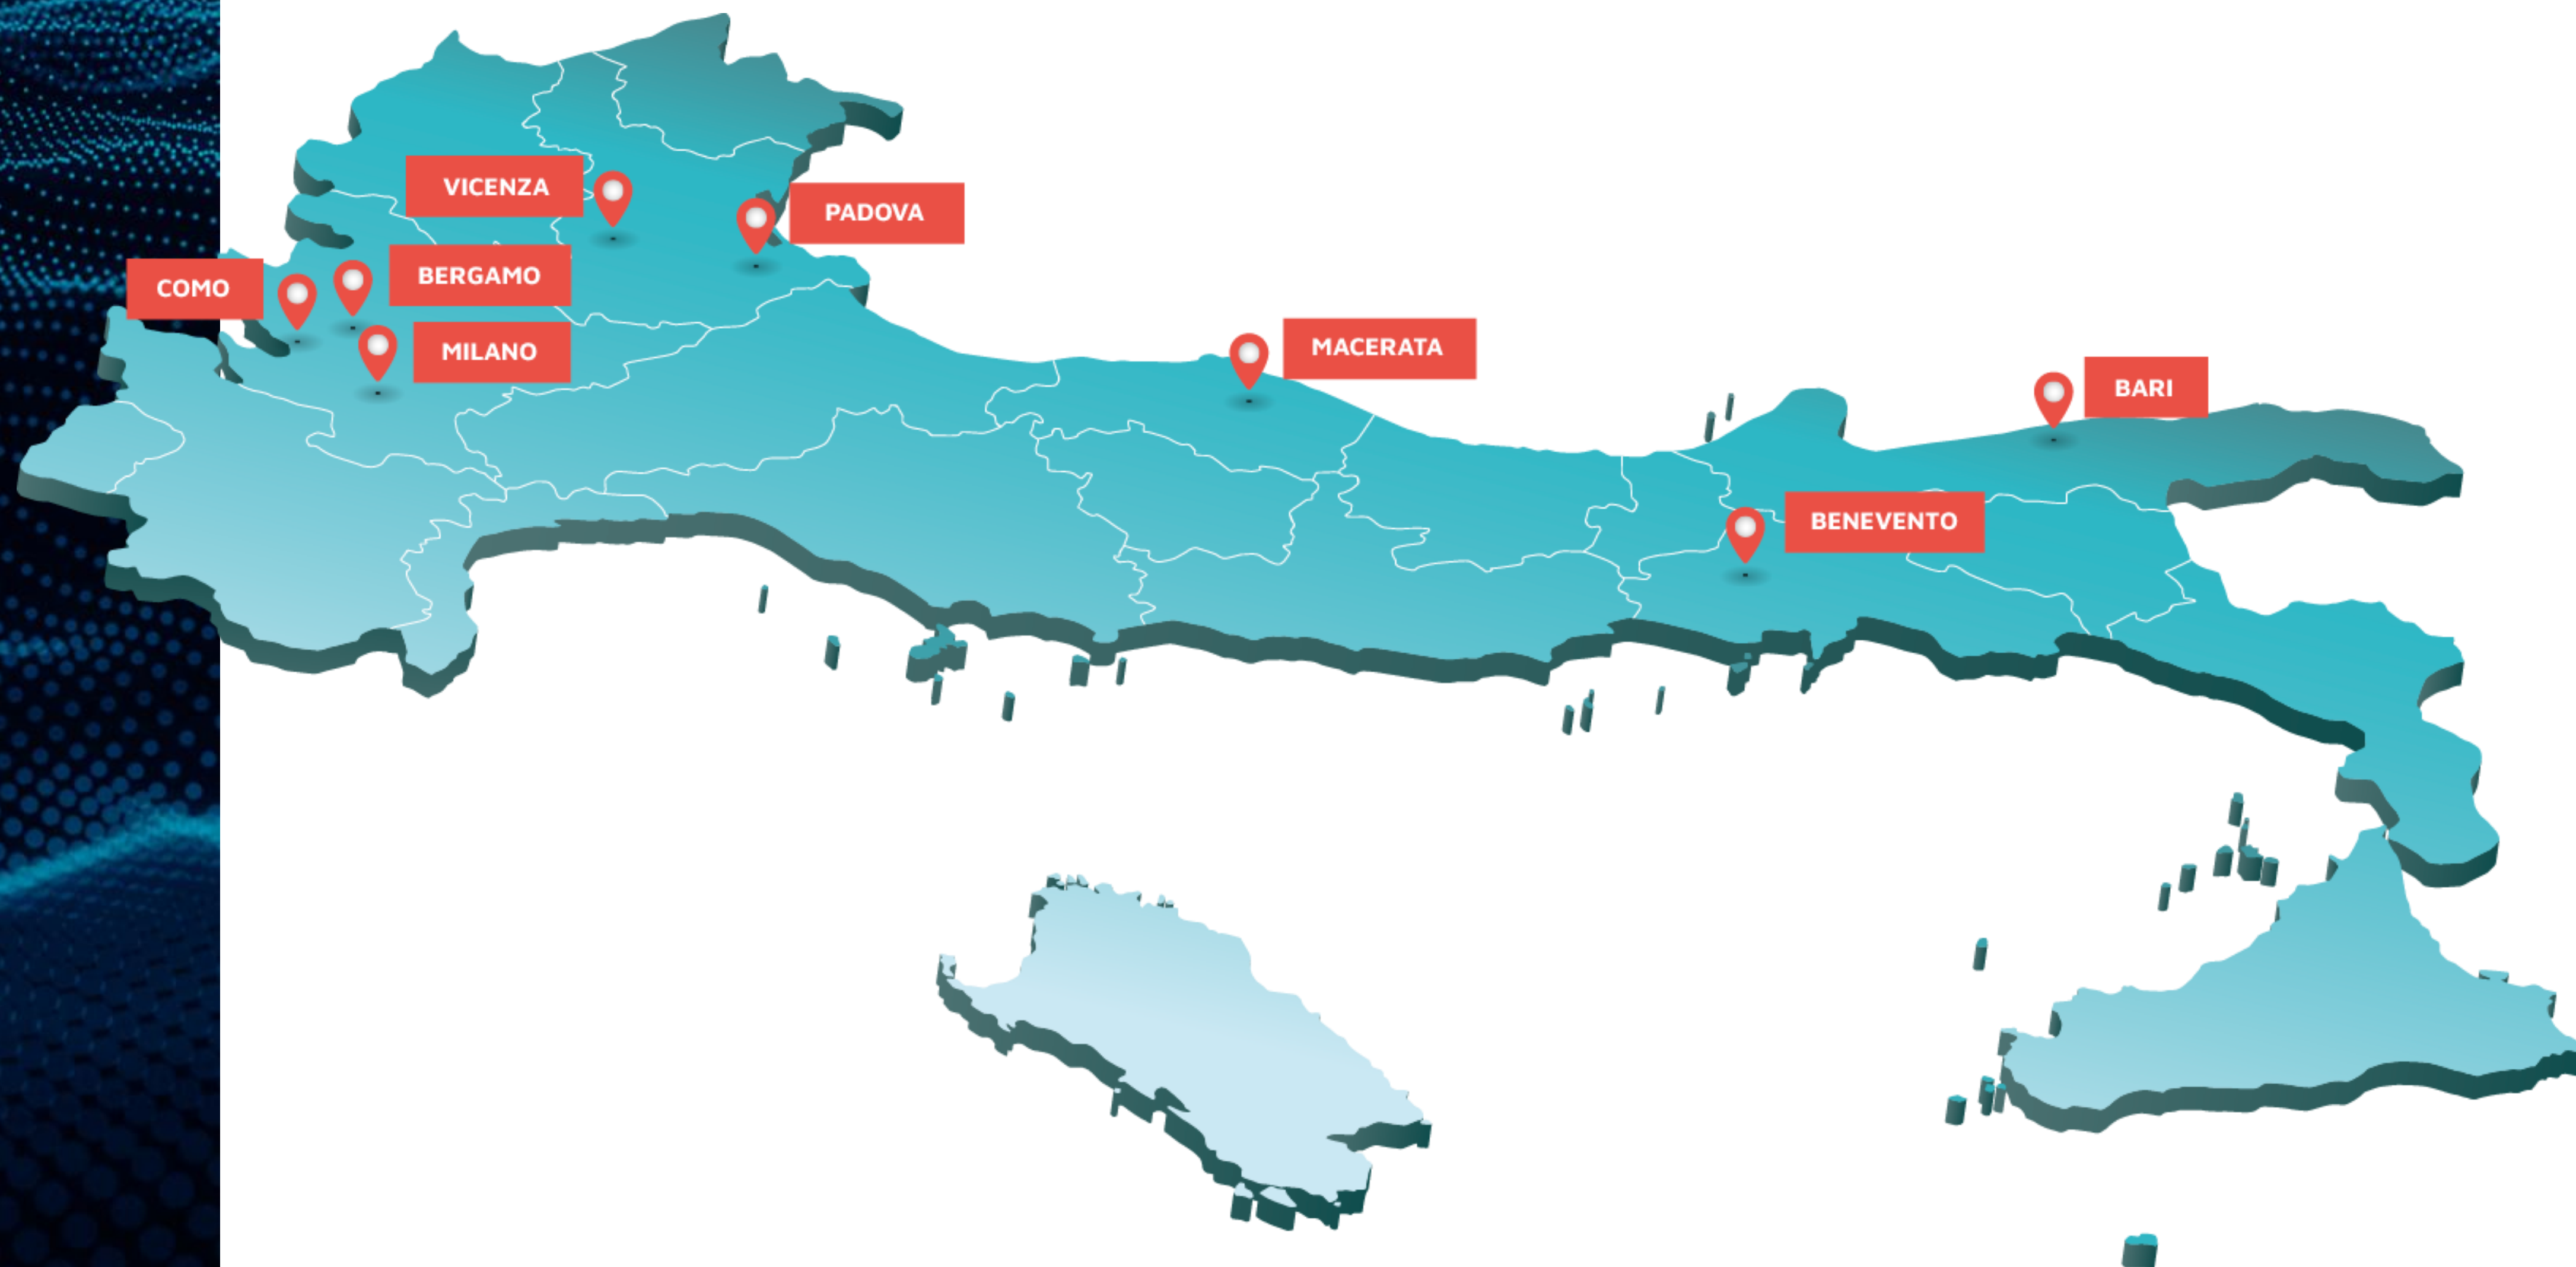 VICENZA
PADOVA
BERGAMO
COMO
MILANO
MACERATA
BARI
BENEVENTO